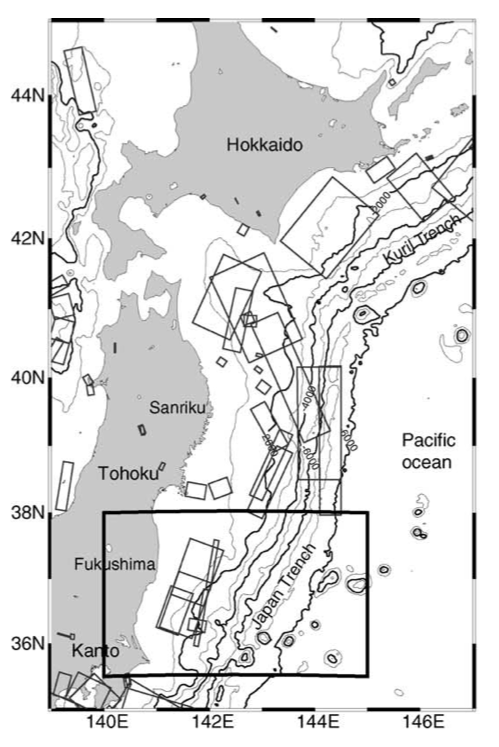 44N
Hokkaido
2000
42N
Kuril Trench
40N
4000
Sanriku
6000
Pacific
ocean
Tohoku
38N
Fukushima
Japan Trench
36N
Kanto
140E 142E 144E 146E